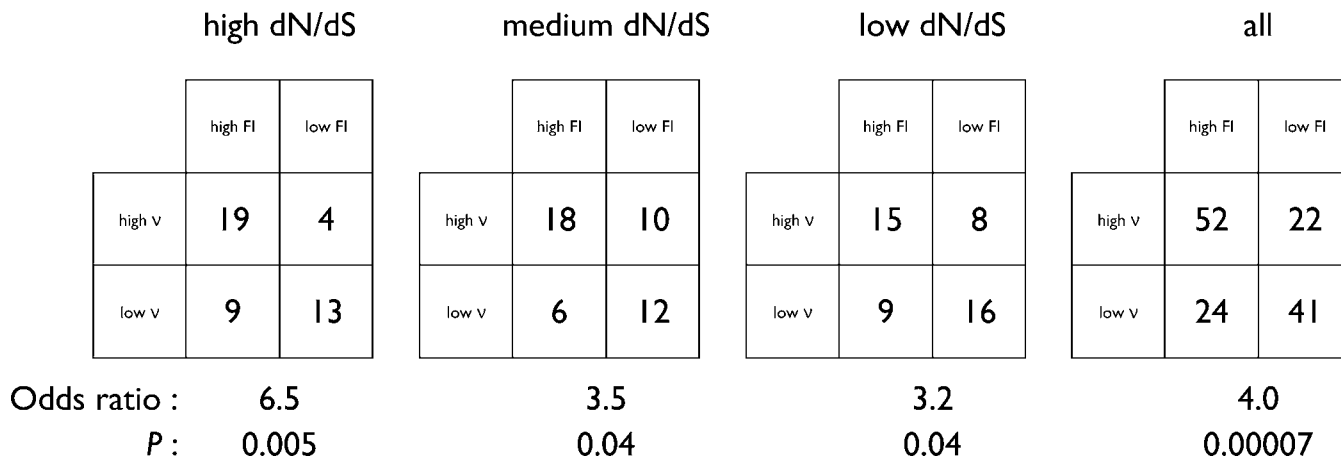 high dN/dS medium dN/dS low dN/dS all
high FI low FI high FI low FI high FI low FI high FI low FI
high ν 19 4 high ν 18 10 high ν 15 8 high ν 52 22
low ν 9 13 low ν 6 12 low ν 9 16 low ν 24 41
Odds ratio : 6.5 3.5 3.2 4.0
P : 0.005 0.04 0.04 0.00007